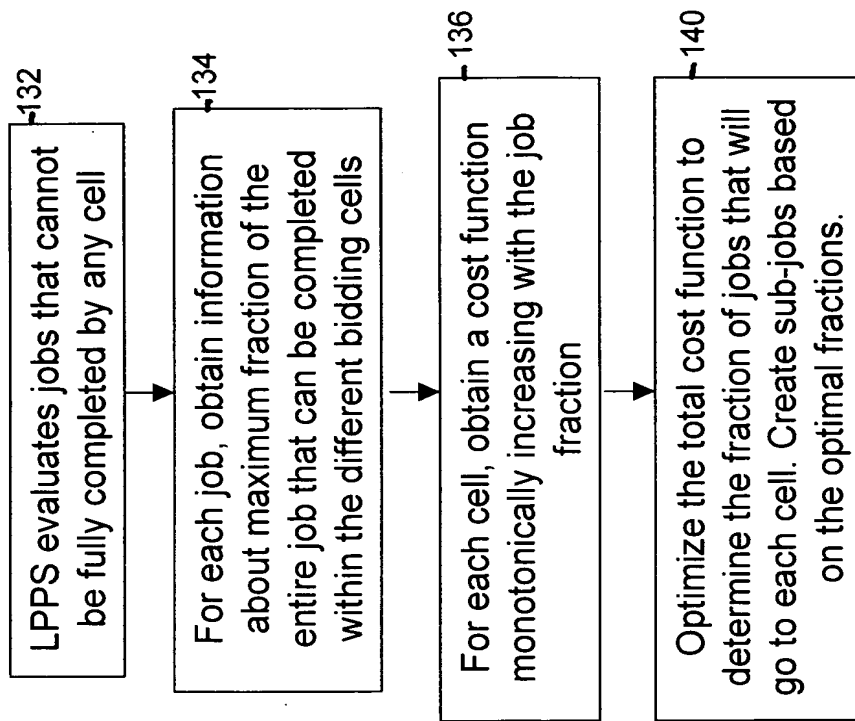 132
LPPS evaluates jobs that cannot
be fully completed by any cell
134
For each job, obtain information
about maximum fraction of the
entire job that can be completed
within the different bidding cells
136
For each cell, obtain a cost function
monotonically increasing with the job
fraction
140
Optimize the total cost function to
determine the fraction of jobs that will
go to each cell. Create sub-jobs based
on the optimal fractions.